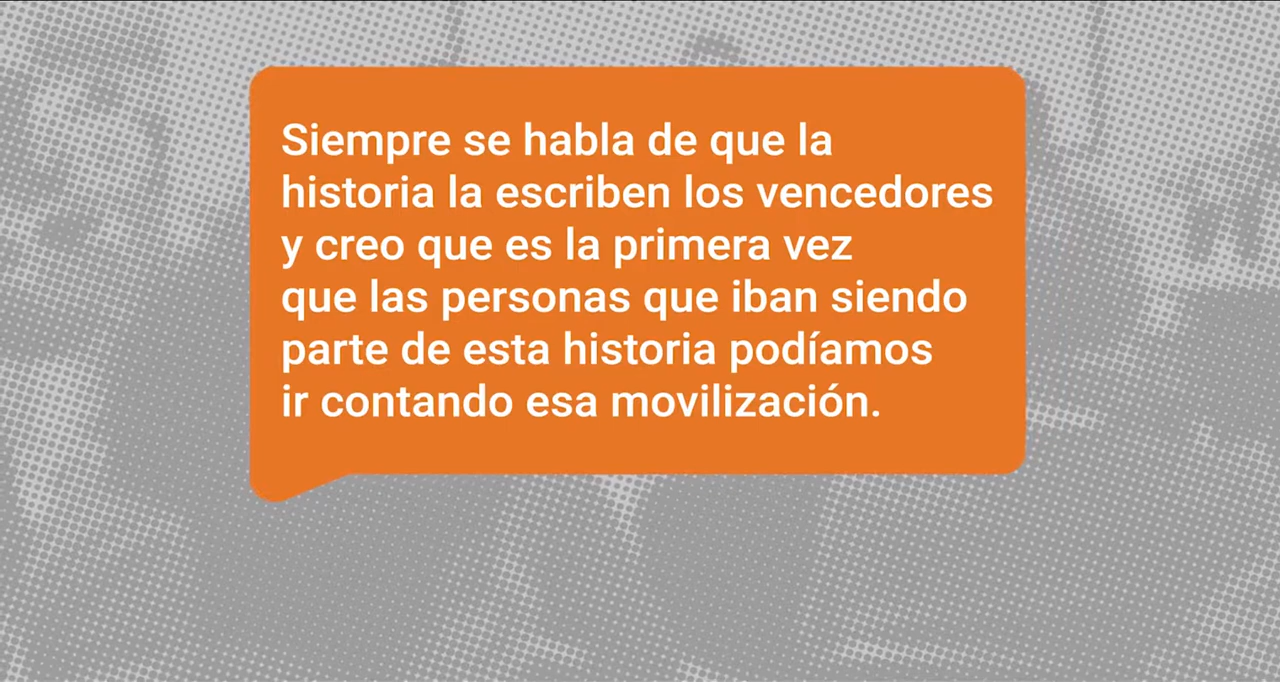 Siempre se habla de que la
historia la escriben los vencedores
y creo que es la primera vez
que las personas que iban siendo
parte de esta historia podíamos
ir contando esa movilización.